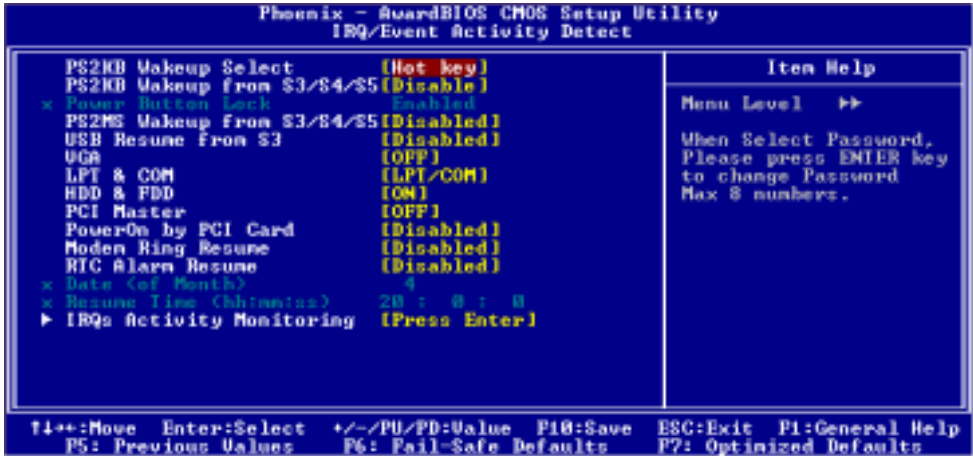 Phoenix - AwardBIOS CMOS Setup Utility
IRQ/Event Activity Detect
PS2KB Wakeup Select [Hot key]
PS2KB Wakeup from S3/S4/S5 [Disable]
x Power Button Lock Enabled
PS2MS Wakeup from S3/S4/S5 [Disabled]
USB Resume from S3 [Disabled]
VGA [OFF]
LPT & COM [LPT/COM]
HDD & FDD [ON]
PCI Master [OFF]
PowerOn by PCI Card [Disabled]
Modem Ring Resume [Disabled]
RTC Alarm Resume [Disabled]
x Date (of Month) 4
x Resume Time (hh:mm:ss) 20 : 0 : 0
► IRQs Activity Monitoring [Press Enter]
Item Help
Menu Level ►►
When Select Password,
Please press ENTER key
to change Password
Max 8 numbers.
↑↓→←:Move Enter:Select +/-/PU/PD:Value F10:Save ESC:Exit F1:General Help
F5: Previous Values F6: Fail-Safe Defaults F7: Optimized Defaults